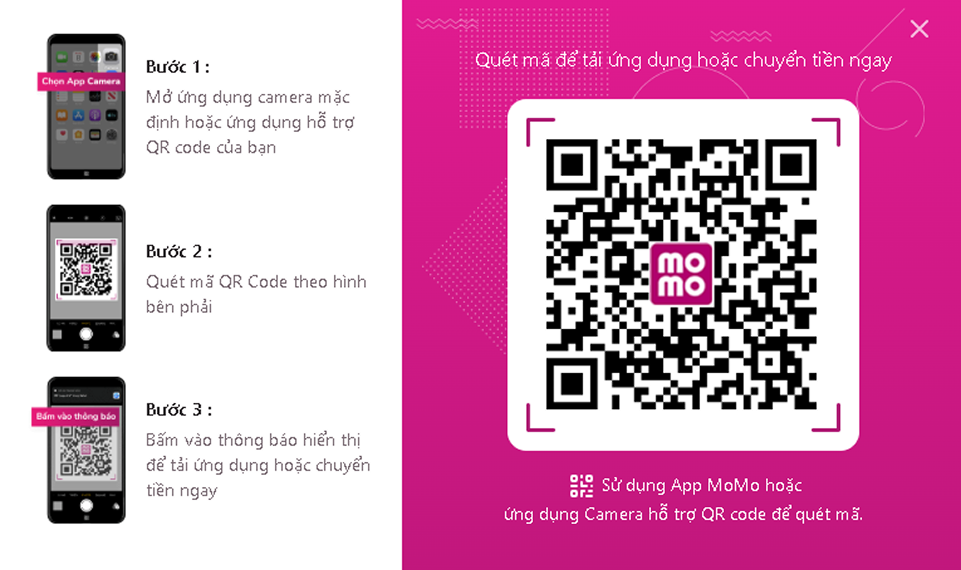 Chọn App Camera
Bước 1 :
Mở ứng dụng camera mặc
định hoặc ứng dụng hỗ trợ
QR code của bạn
Bước 2 :
Quét mã QR Code theo hình
bên phải
Bấm vào thông báo
Bước 3 :
Bấm vào thông báo hiển thị
để tải ứng dụng hoặc chuyển
tiền ngay
Quét mã để tải ứng dụng hoặc chuyển tiền ngay
mo
mo
Sử dụng App MoMo hoặc
ứng dụng Camera hỗ trợ QR code để quét mã.